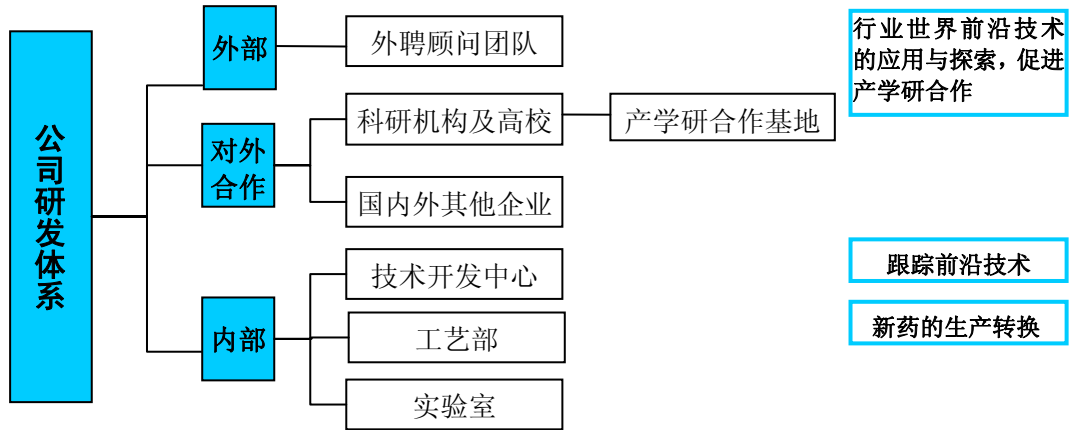 公司研发体系
外部
外聘顾问团队
行业世界前沿技术
的应用与探索，促进
产学研合作
对外
合作
科研机构及高校
产学研合作基地
国内外其他企业
内部
技术开发中心
跟踪前沿技术
工艺部
新药的生产转换
实验室